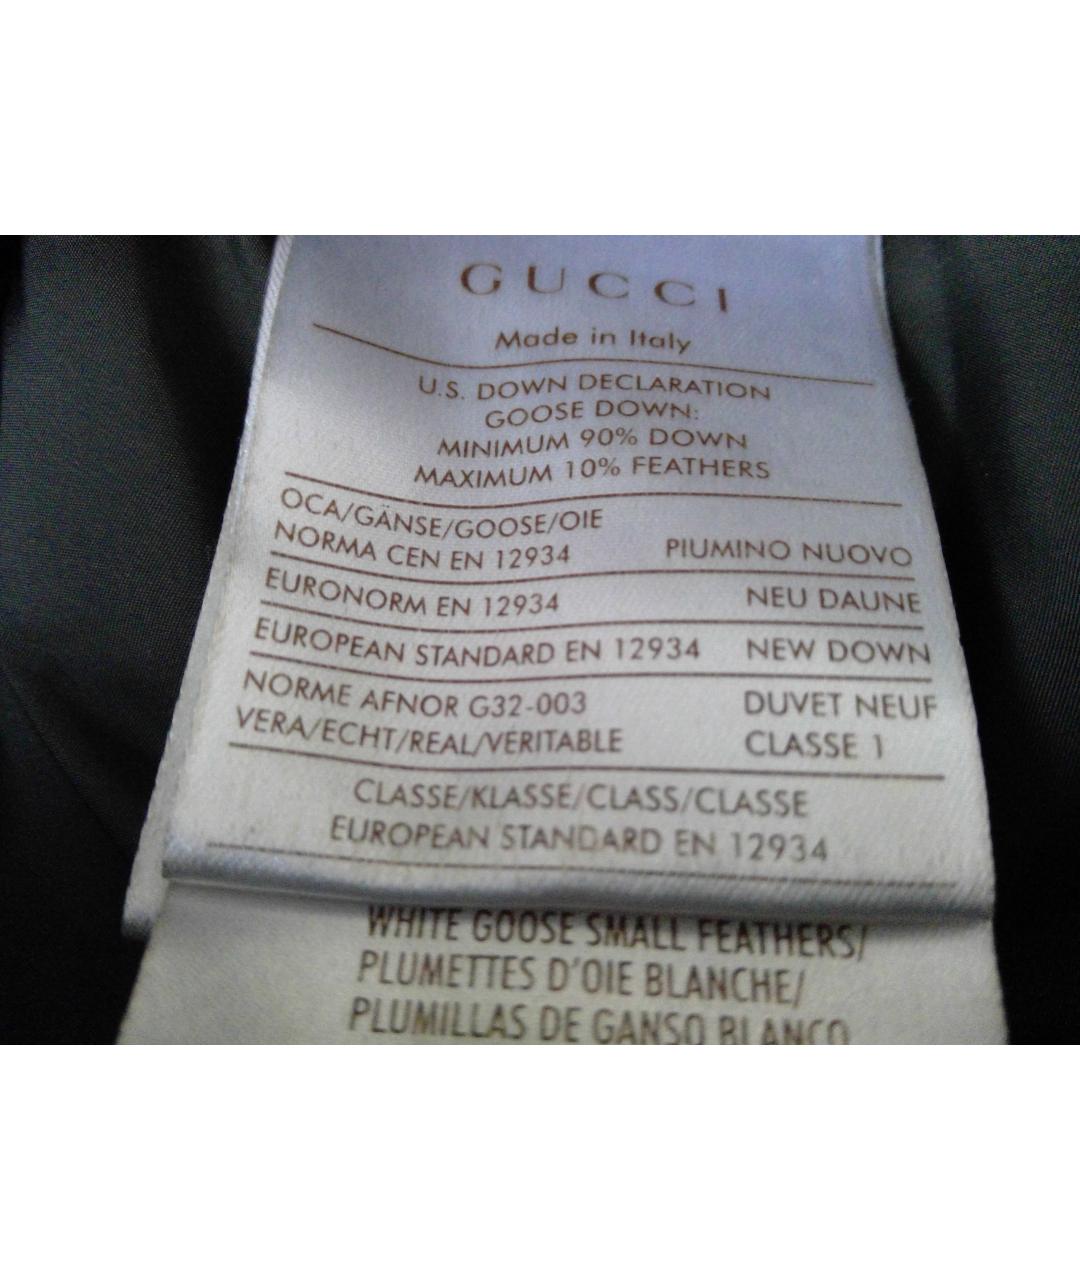 GUCCI
Made in Italy
U.S. DOWN DECLARATION
GOOSE DOWN:
MINIMUM 90% DOWN
MAXIMUM 10% FEATHERS
OCA/GÄNSE/GOOSE/OIE
NORMA CEN EN 12934 PIUMINO NUOVO
EURONORM EN 12934 NEU DAUNE
EUROPEAN STANDARD EN 12934 NEW DOWN
NORME AFNOR G32-003 DUVET NEUF
VERA/ECHT/REAL/VÉRITABLE CLASSE 1
CLASSE/KLASSE/CLASS/CLASSE
EUROPEAN STANDARD EN 12934
WHITE GOOSE SMALL FEATHERS/
PLUMETTES D'OIE BLANCHE/
PLUMILLAS DE GANSO BLANCO